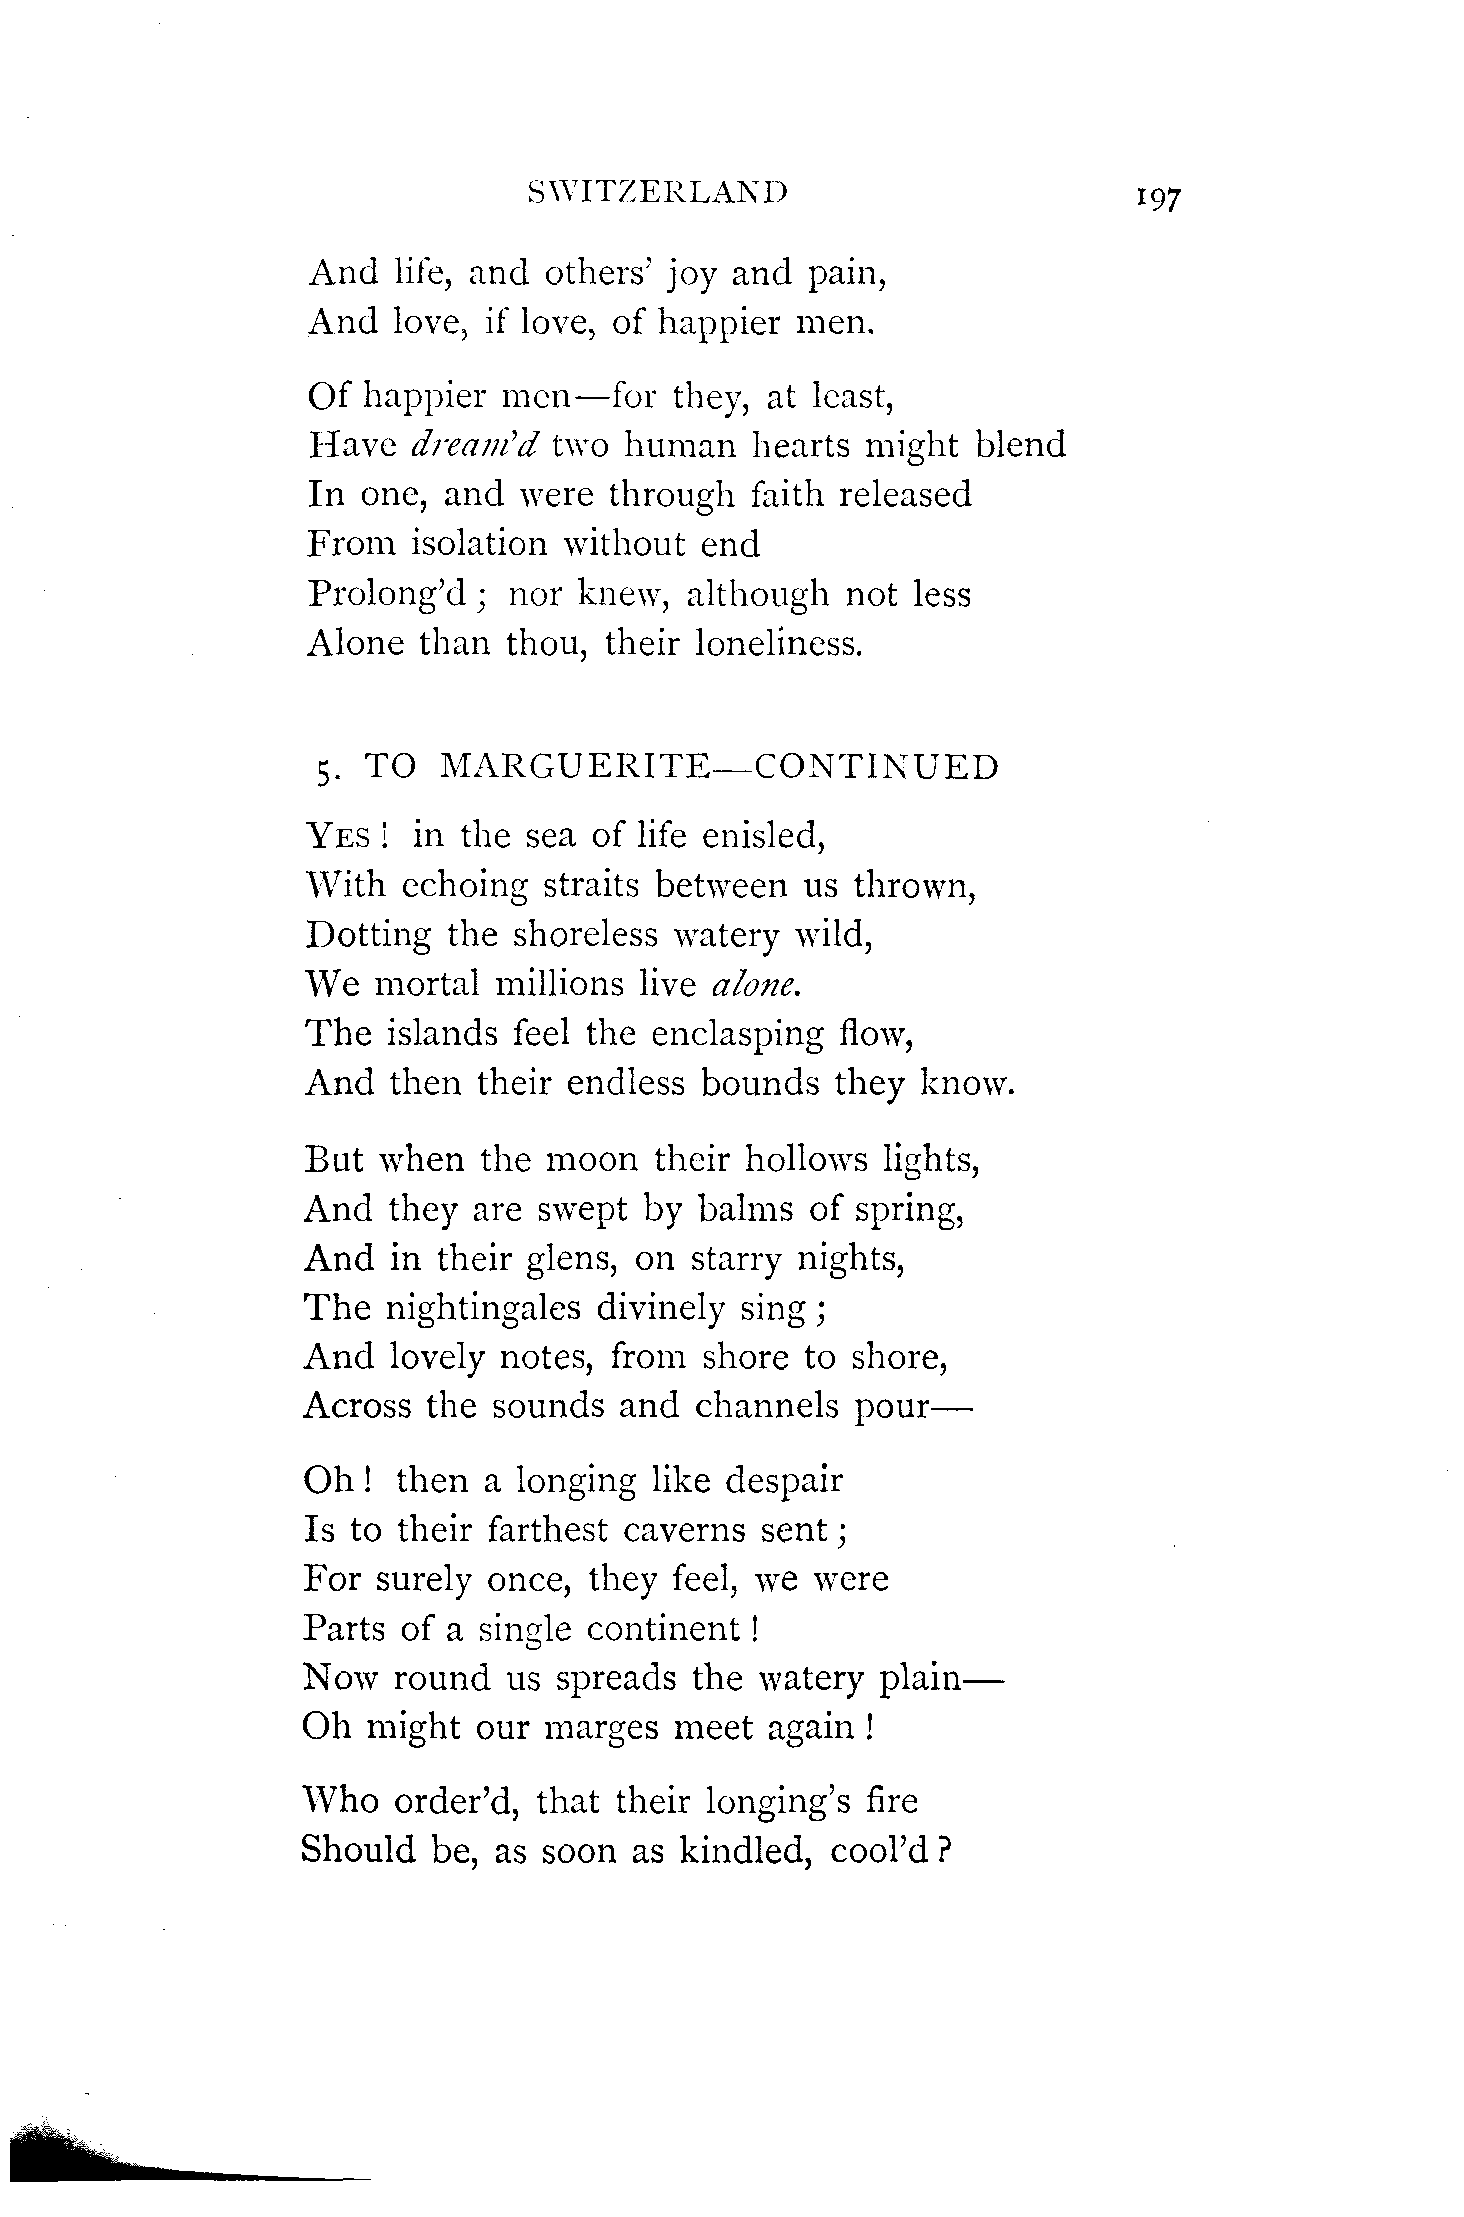 SWITZERLAND 197
And life, and others' joy and pain,
And love, if love, of happier men.
Of happier men—for they, at least,
Have dream'd two human hearts might blend
In one, and were through faith released
From isolation without end
Prolong'd ; nor knew, although not less
Alone than thou, their loneliness.
5. TO MARGUERITE—CONTINUED
YES ! in the sea of life enisled,
With echoing straits between us thrown,
Dotting the shoreless watery wild,
We mortal millions live alone.
The islands feel the enclasping flow,
And then their endless bounds they know.
But when the moon their hollows lights,
And they are swept by balms of spring,
And in their glens, on starry nights,
The nightingales divinely sing ;
And lovely notes, from shore to shore,
Across the sounds and channels pour—
Oh ! then a longing like despair
Is to their farthest caverns sent ;
For surely once, they feel, we were
Parts of a single continent !
Now round us spreads the watery plain—
Oh might our marges meet again !
Who order'd, that their longing's fire
Should be, as soon as kindled, cool'd ?